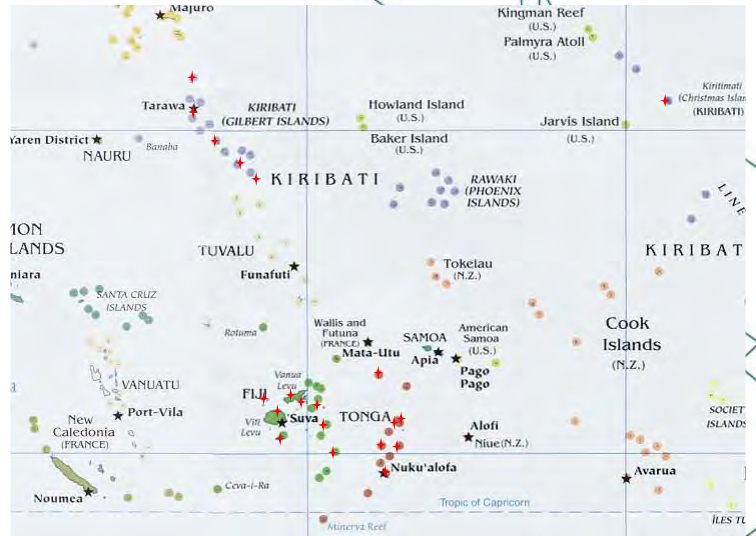 Majuro
Kingman Reef
(U.S.)
Palmyra Atoll
(U.S.)
Kiritimati
(Christmas Islan
(KIRIBATI)
Tarawa
KIRIBATI
(GILBERT ISLANDS)
Howland Island
(U.S.)
Jarvis Island
(U.S.)
Baker Island
(U.S.)
Yaren District
NAURU
Banaba
KIRIBATI
RAWAKI
(PHOENIX
ISLANDS)
LINE
MON
LANDS
niara
TUVALU
Funafuti
Tokelau
(N.Z.)
KIRIBAT
SANTA CRUZ
ISLANDS
Rotuma
Wallis and
Futuna
(FRANCE)
Mata-Utu
SAMOA
Apia
American
Samoa
(U.S.)
Pago
Pago
Cook
Islands
(N.Z.)
VANUATU
Port-Vila
Vanua
Levu
FIJI
Suva
Viti
Levu
TONGA
Alofi
Niue(N.Z.)
SOCIET
ISLANDS
New
Caledonia
(FRANCE)
Noumea
Ceva-i-Ra
Nuku'alofa
Avarua
Tropic of Capricorn
Minerva Reef
ÎLES TU